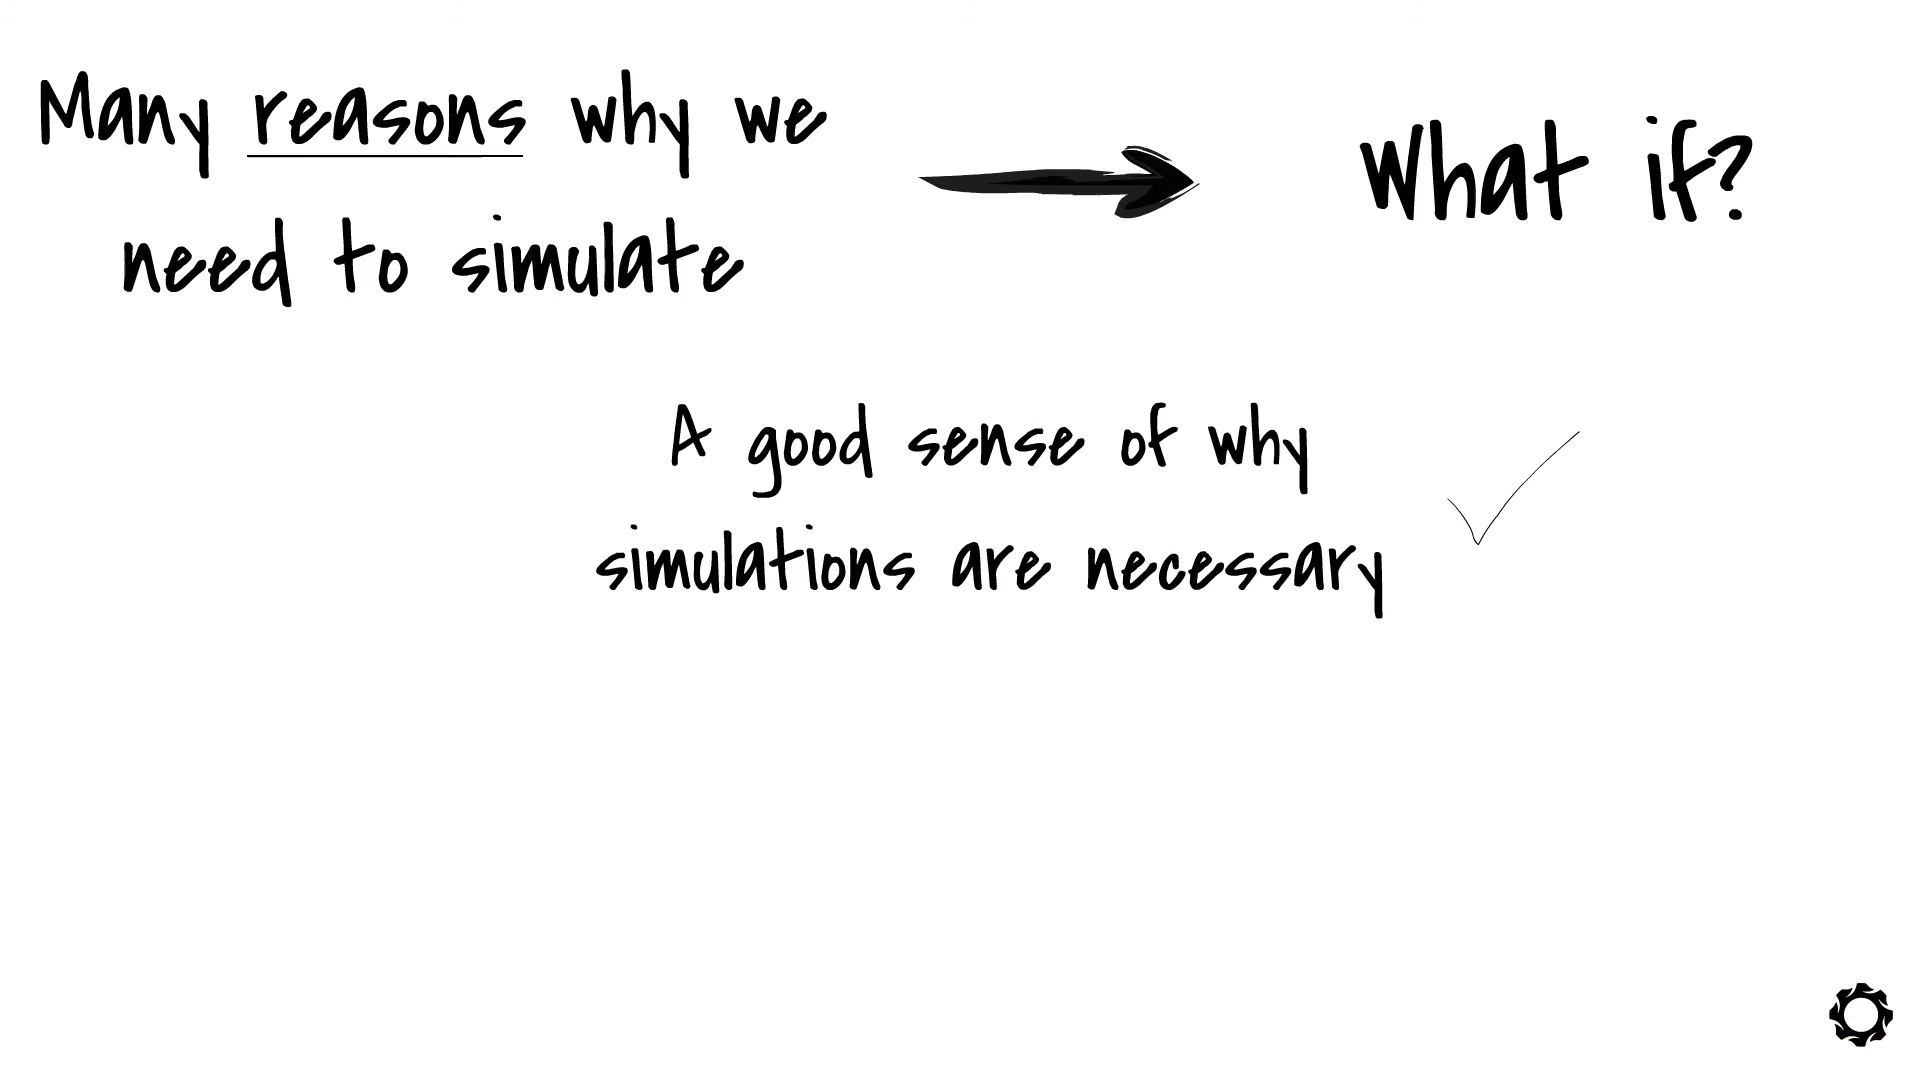 Many reasons why we
need to simulate
What if?
A good sense of why
simulations are necessary